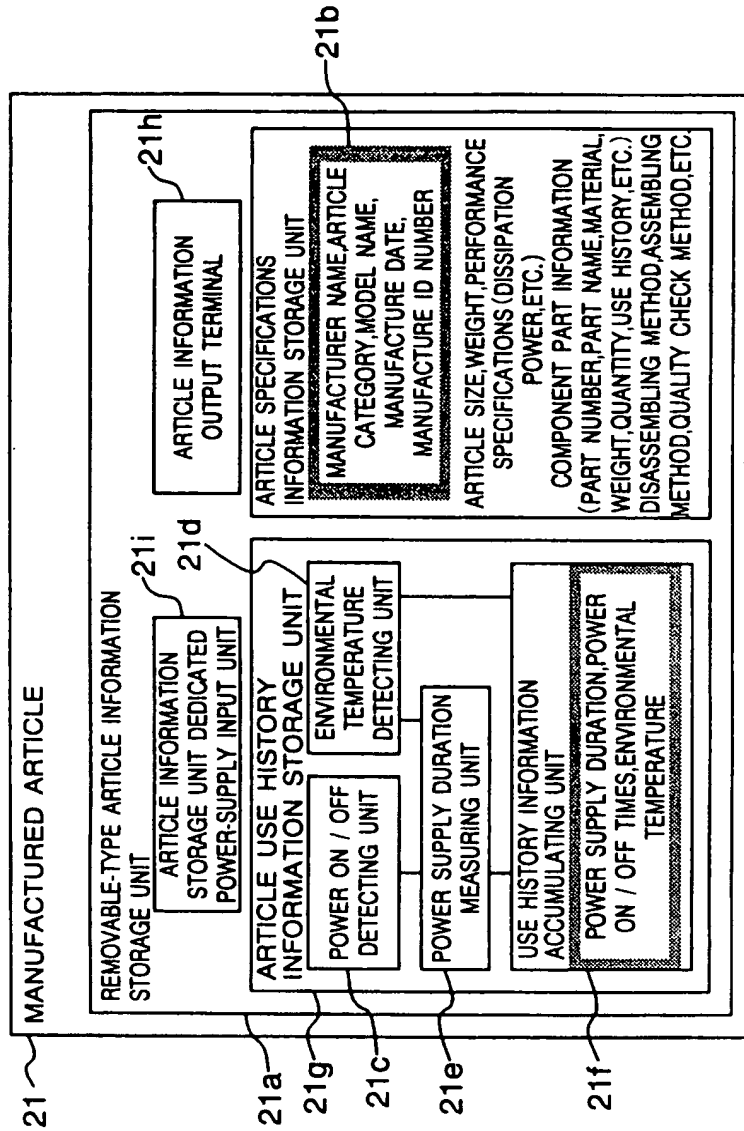 21
MANUFACTURED ARTICLE
REMOVABLE-TYPE ARTICLE INFORMATION
STORAGE UNIT
21i
ARTICLE INFORMATION
STORAGE UNIT DEDICATED
POWER-SUPPLY INPUT UNIT
21h
ARTICLE INFORMATION
OUTPUT TERMINAL
21a
21g
ARTICLE USE HISTORY
INFORMATION STORAGE UNIT
21d
21c
POWER ON / OFF
DETECTING UNIT
ENVIRONMENTAL
TEMPERATURE
DETECTING UNIT
21e
POWER SUPPLY DURATION
MEASURING UNIT
USE HISTORY INFORMATION
ACCUMULATING UNIT
21f
POWER SUPPLY DURATION,POWER
ON / OFF TIMES,ENVIRONMENTAL
TEMPERATURE
ARTICLE SPECIFICATIONS
INFORMATION STORAGE UNIT
21b
MANUFACTURER NAME,ARTICLE
CATEGORY,MODEL NAME,
MANUFACTURE DATE,
MANUFACTURE ID NUMBER
ARTICLE SIZE,WEIGHT,PERFORMANCE
SPECIFICATIONS (DISSIPATION
POWER,ETC.)
COMPONENT PART INFORMATION
(PART NUMBER,PART NAME,MATERIAL,
WEIGHT,QUANTITY,USE HISTORY,ETC.)
DISASSEMBLING METHOD,ASSEMBLING
METHOD,QUALITY CHECK METHOD,ETC.